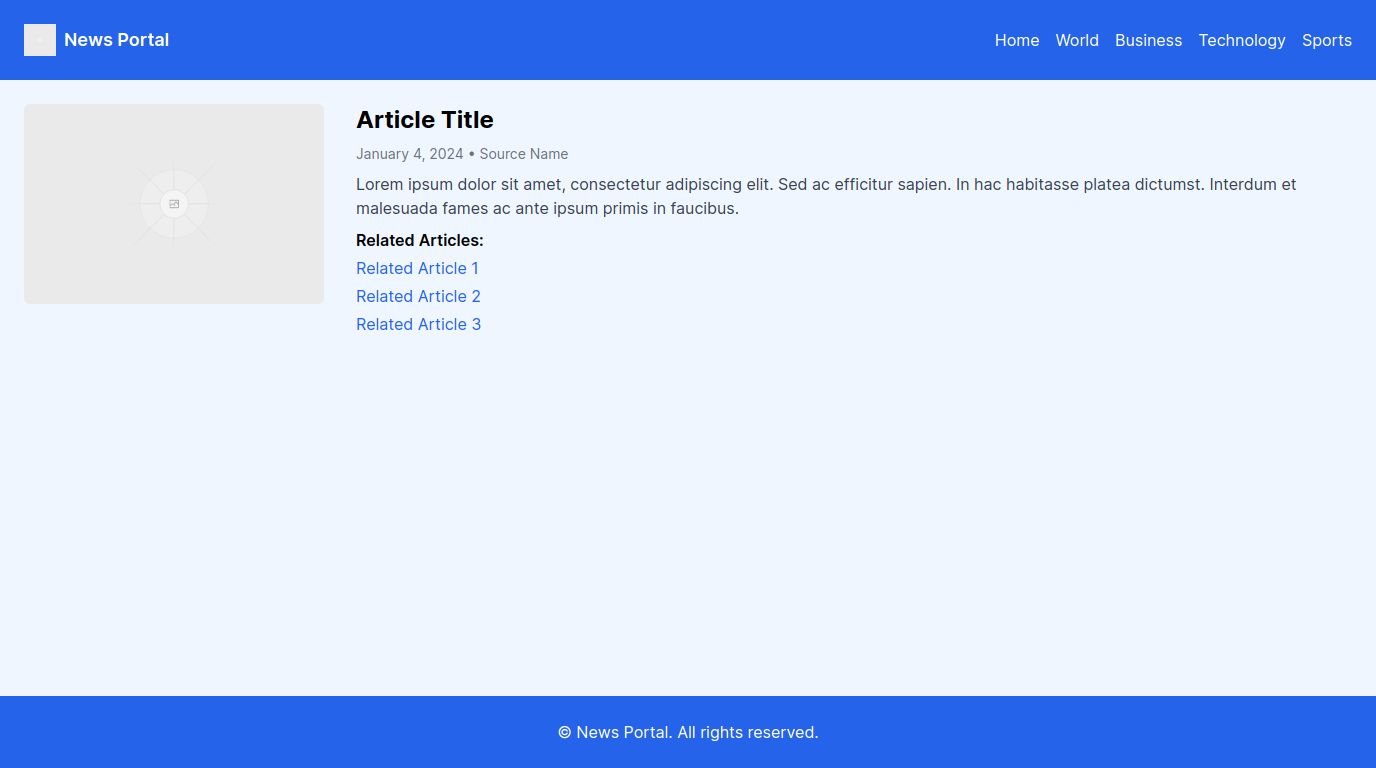 News Portal
Home World Business Technology Sports
Article Title
January 4, 2024 • Source Name
Lorem ipsum dolor sit amet, consectetur adipiscing elit. Sed ac efficitur sapien. In hac habitasse platea dictumst. Interdum et
malesuada fames ac ante ipsum primis in faucibus.
Related Articles:
Related Article 1
Related Article 2
Related Article 3
© News Portal. All rights reserved.